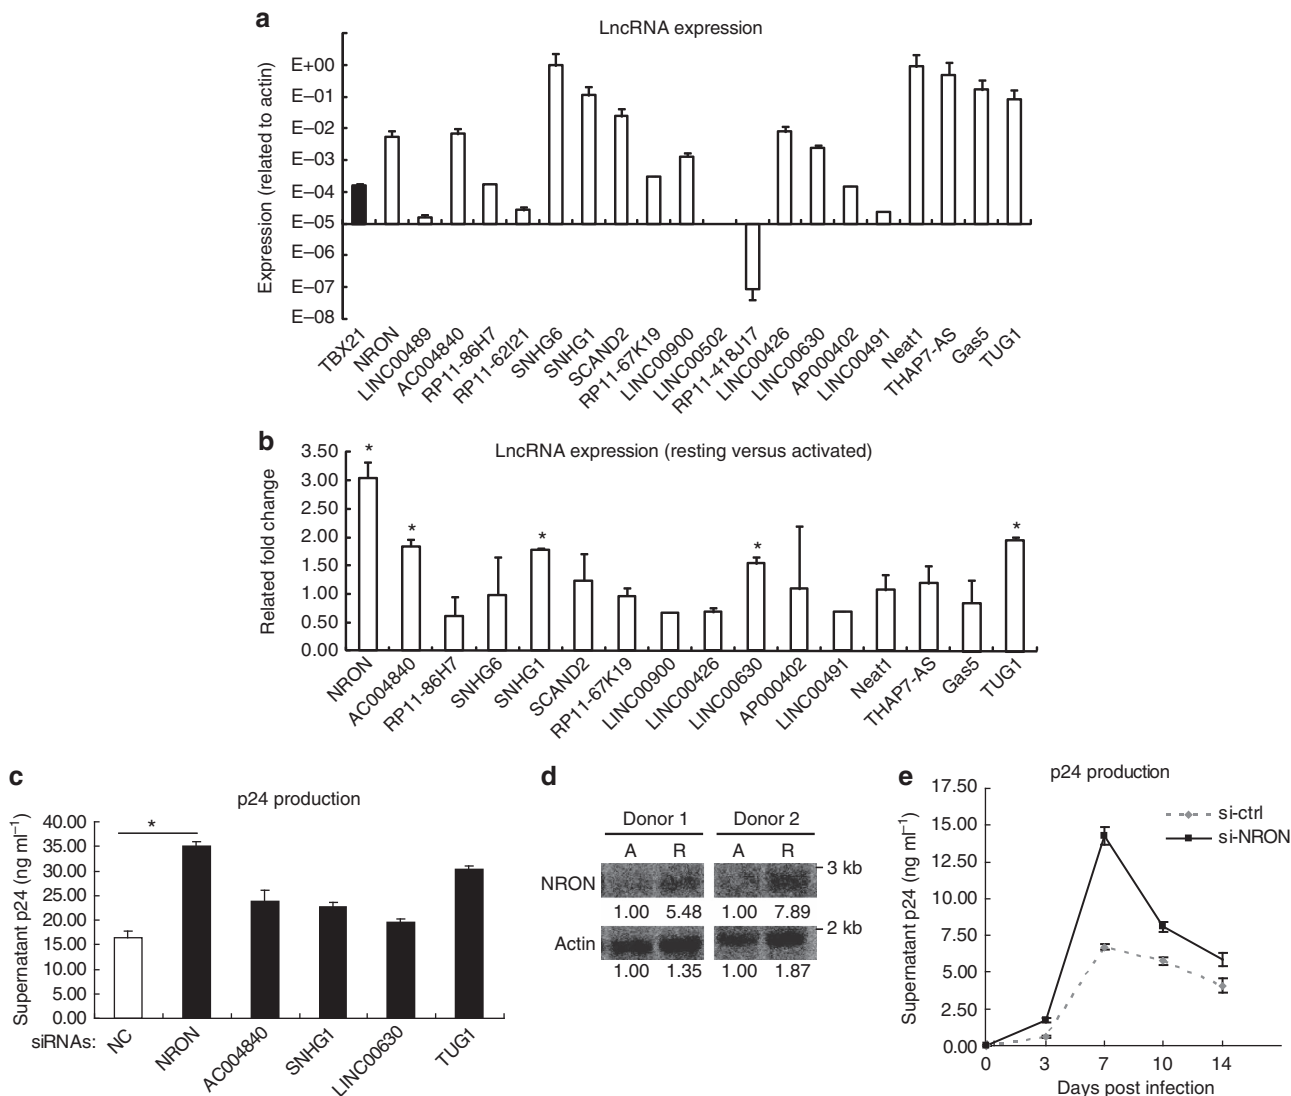 a
LncRNA expression
Expression (related to actin)
E+00
E−01
E−02
E−03
E−04
E−05
E−06
E−07
E−08
TBX21
NRON
LINC00489
AC004840
RP11-86H7
RP11-62I21
SNHG6
SNHG1
SCAND2
RP11-67K19
LINC00900
LINC00502
RP11-418J17
LINC00426
LINC00630
AP000402
LINC00491
Neat1
THAP7-AS
Gas5
TUG1
b
LncRNA expression (resting versus activated)
Related fold change
3.50
3.00
2.50
2.00
1.50
1.00
0.50
0.00
*
*
*
*
*
NRON
AC004840
RP11-86H7
SNHG6
SNHG1
SCAND2
RP11-67K19
LINC00900
LINC00426
LINC00630
AP000402
LINC00491
Neat1
THAP7-AS
Gas5
TUG1
c
p24 production
Supernatant p24 (ng ml⁻¹)
40.00
35.00
30.00
25.00
20.00
15.00
10.00
5.00
0.00
*
siRNAs:
NC
NRON
AC004840
SNHG1
LINC00630
TUG1
d
Donor 1 Donor 2
A R A R
NRON
3 kb
1.00 5.48 1.00 7.89
2 kb
Actin
1.00 1.35 1.00 1.87
e
p24 production
Supernatant p24 (ng ml⁻¹)
17.50
15.00
12.50
10.00
7.50
5.00
2.50
0.00
si-ctrl
si-NRON
0 3 7 10 14
Days post infection